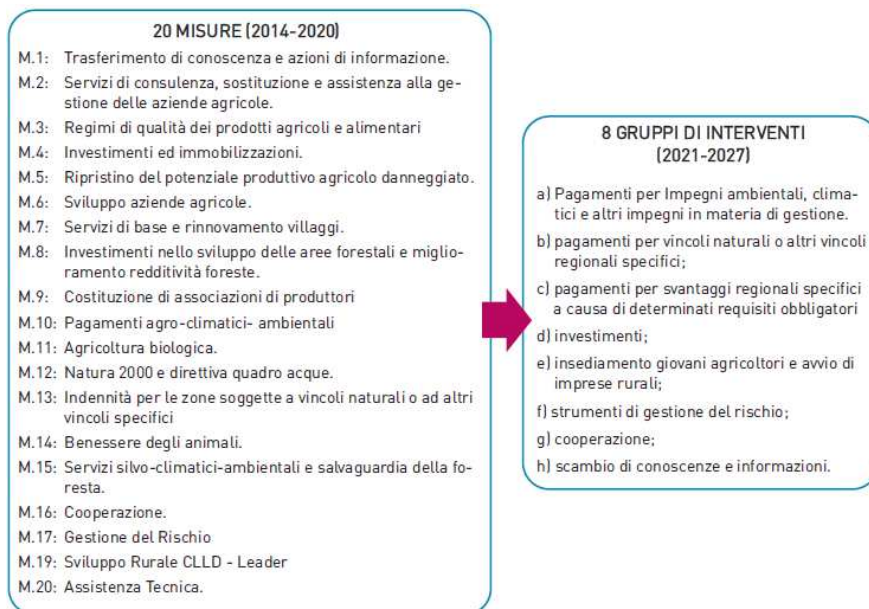 20 MISURE (2014-2020)
M.1: Trasferimento di conoscenza e azioni di informazione.
M.2: Servizi di consulenza, sostituzione e assistenza alla ge-
stione delle aziende agricole.
M.3: Regimi di qualità dei prodotti agricoli e alimentari
M.4: Investimenti ed immobilizzazioni.
M.5: Ripristino del potenziale produttivo agricolo danneggiato.
M.6: Sviluppo aziende agricole.
M.7: Servizi di base e rinnovamento villaggi.
M.8: Investimenti nello sviluppo delle aree forestali e miglio-
ramento redditività foreste.
M.9: Costituzione di associazioni di produttori
M.10: Pagamenti agro-climatici- ambientali
M.11: Agricoltura biologica.
M.12: Natura 2000 e direttiva quadro acque.
M.13: Indennità per le zone soggette a vincoli naturali o ad altri
vincoli specifici
M.14: Benessere degli animali.
M.15: Servizi silvo-climatici-ambientali e salvaguardia della fo-
resta.
M.16: Cooperazione.
M.17: Gestione del Rischio
M.19: Sviluppo Rurale CLLD - Leader
M.20: Assistenza Tecnica.
8 GRUPPI DI INTERVENTI
(2021-2027)
a) Pagamenti per Impegni ambientali, clima-
tici e altri impegni in materia di gestione.
b) pagamenti per vincoli naturali o altri vincoli
regionali specifici;
c) pagamenti per svantaggi regionali specifici
a causa di determinati requisiti obbligatori
d) investimenti;
e) insediamento giovani agricoltori e avvio di
imprese rurali;
f) strumenti di gestione del rischio;
g) cooperazione;
h) scambio di conoscenze e informazioni.